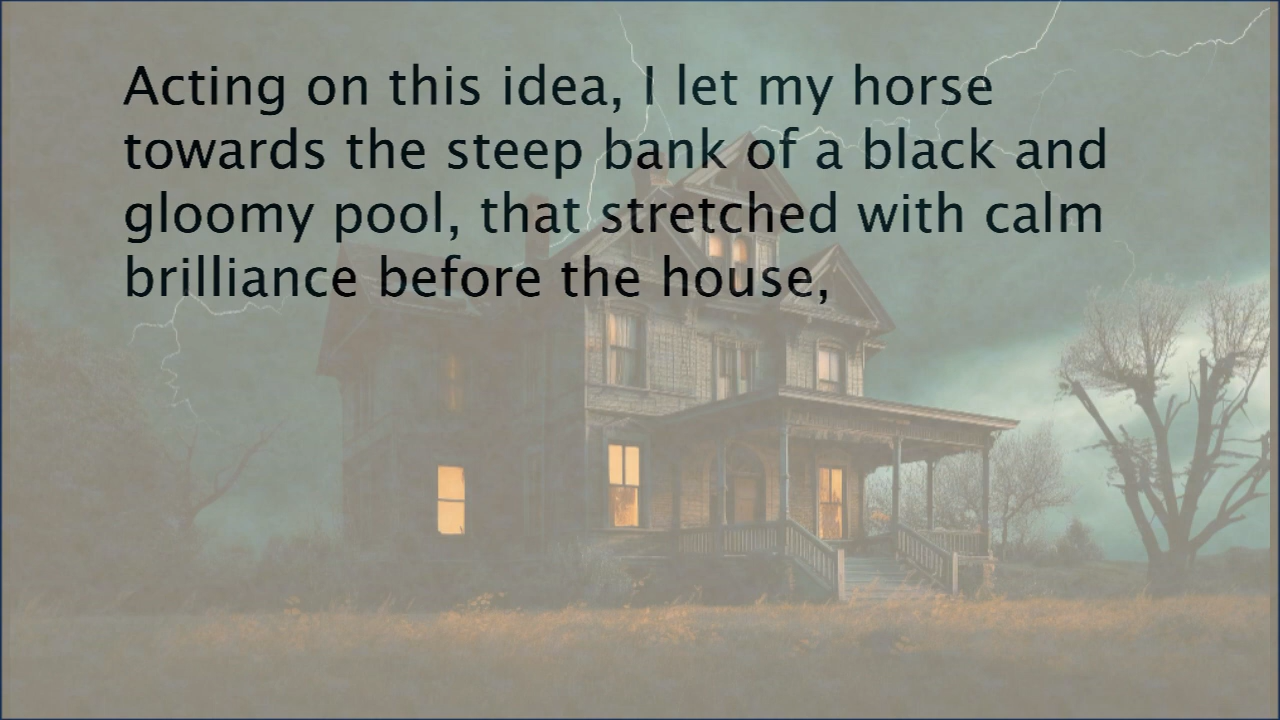 Acting on this idea, I let my horse
towards the steep bank of a black and
gloomy pool, that stretched with calm
brilliance before the house,